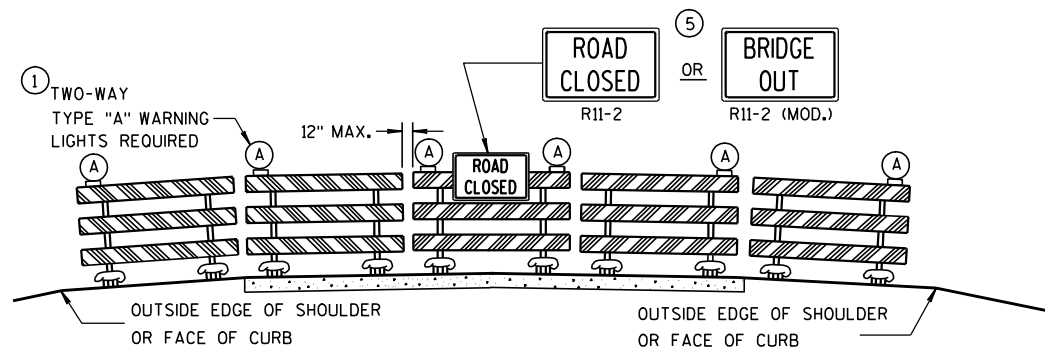 5
ROAD
CLOSED
OR
BRIDGE
OUT
R11-2
R11-2 (MOD.)
1
TWO-WAY
TYPE "A" WARNING
LIGHTS REQUIRED
12" MAX.
A
A
A
A
A
A
ROAD
CLOSED
OUTSIDE EDGE OF SHOULDER
OR FACE OF CURB
OUTSIDE EDGE OF SHOULDER
OR FACE OF CURB